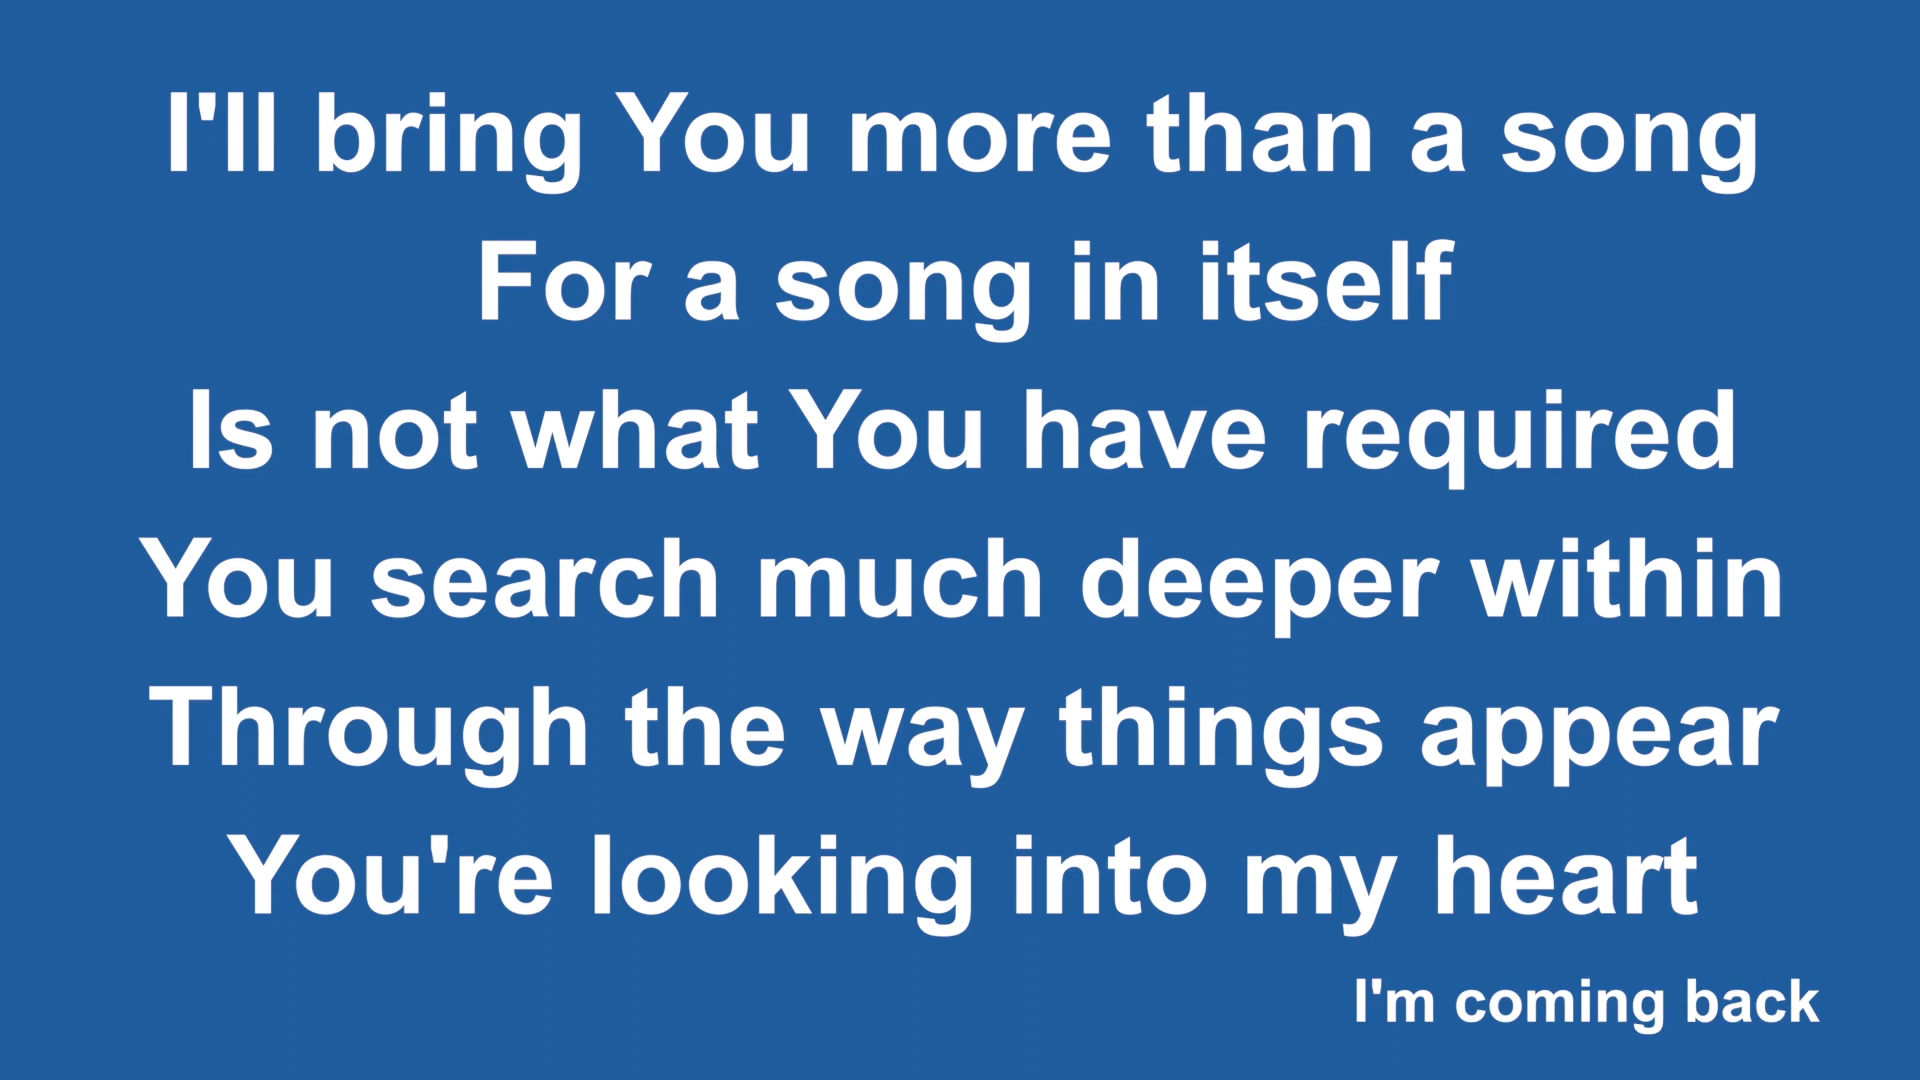 I'll bring You more than a song
For a song in itself
Is not what You have required
You search much deeper within
Through the way things appear
You're looking into my heart
I'm coming back